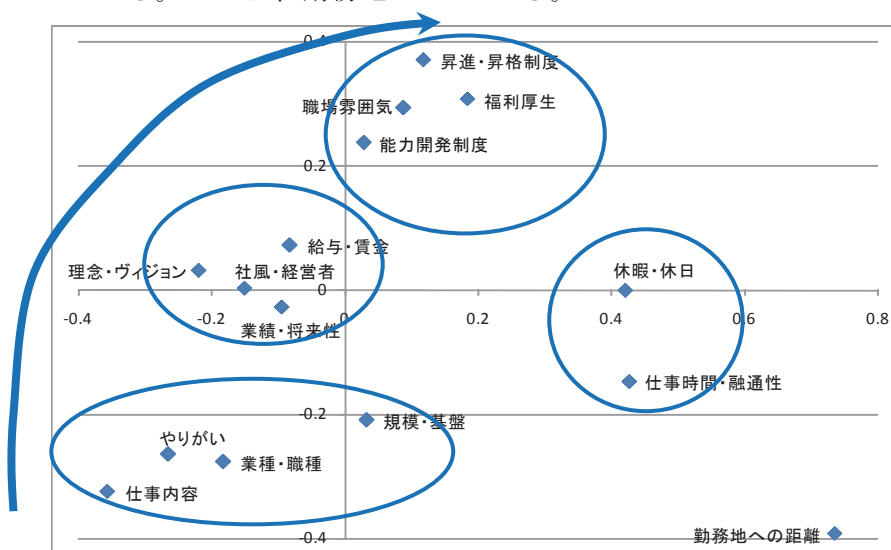 0.4
昇進・昇格制度
職場雰囲気
福利厚生
能力開発制度
0.2
給与・賃金
理念・ヴィジョン
社風・経営者
休暇・休日
0
-0.4
-0.2
0
0.2
0.4
0.6
0.8
業績・将来性
仕事時間・融通性
-0.2
規模・基盤
やりがい
業種・職種
仕事内容
-0.4
勤務地への距離